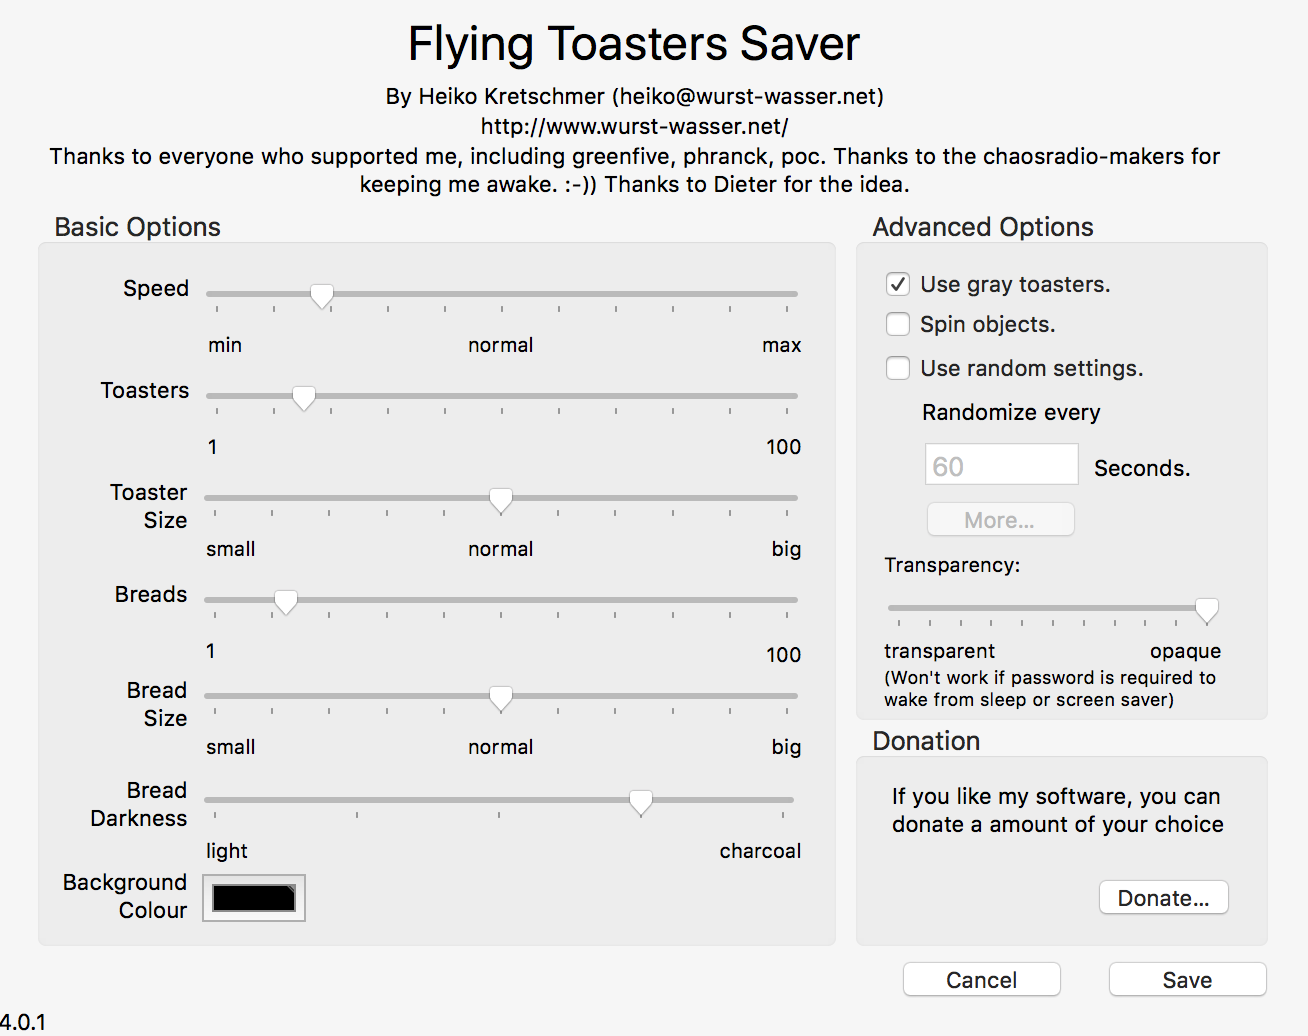 Flying Toasters Saver
By Heiko Kretschmer (heiko@wurst-wasser.net)
http://www.wurst-wasser.net/
Thanks to everyone who supported me, including greenfive, phranck, poc. Thanks to the chaosradio-makers for
keeping me awake. :-)) Thanks to Dieter for the idea.
Basic Options
Speed
min normal max
Toasters
1 100
Toaster
Size
small normal big
Breads
1 100
Bread
Size
small normal big
Bread
Darkness
light charcoal
Background
Colour
Advanced Options
Use gray toasters.
Spin objects.
Use random settings.
Randomize every
60 Seconds.
More...
Transparency:
transparent opaque
(Won't work if password is required to
wake from sleep or screen saver)
Donation
If you like my software, you can
donate a amount of your choice
Donate...
Cancel Save
4.0.1